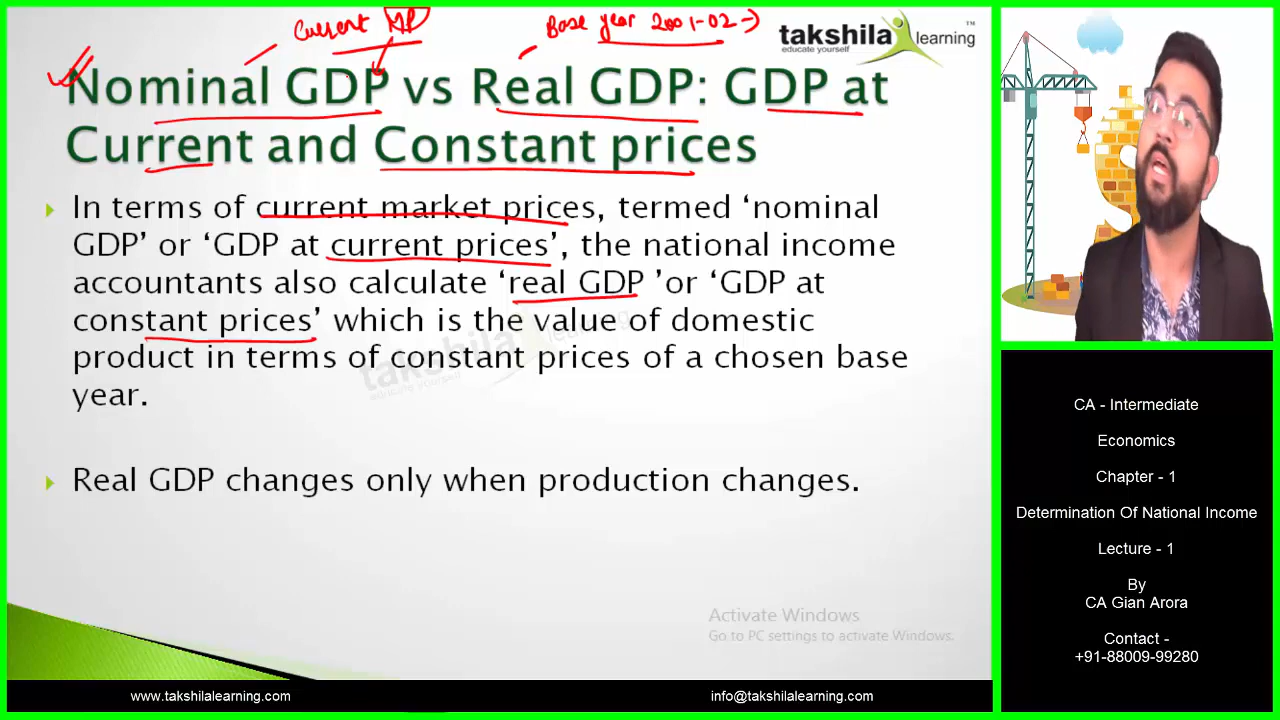 Current MP
Base year 2001-02
takshila learning™
educate yourself
Nominal GDP vs Real GDP: GDP at
Current and Constant prices
In terms of current market prices, termed ‘nominal
GDP’ or ‘GDP at current prices’, the national income
accountants also calculate ‘real GDP ’or ‘GDP at
constant prices’ which is the value of domestic
product in terms of constant prices of a chosen base
year.
takshila learning
educate yourself
Real GDP changes only when production changes.
Activate Windows
Go to PC settings to activate Windows.
CA - Intermediate
Economics
Chapter - 1
Determination Of National Income
Lecture - 1
By
CA Gian Arora
Contact -
+91-88009-99280
www.takshilalearning.com
info@takshilalearning.com